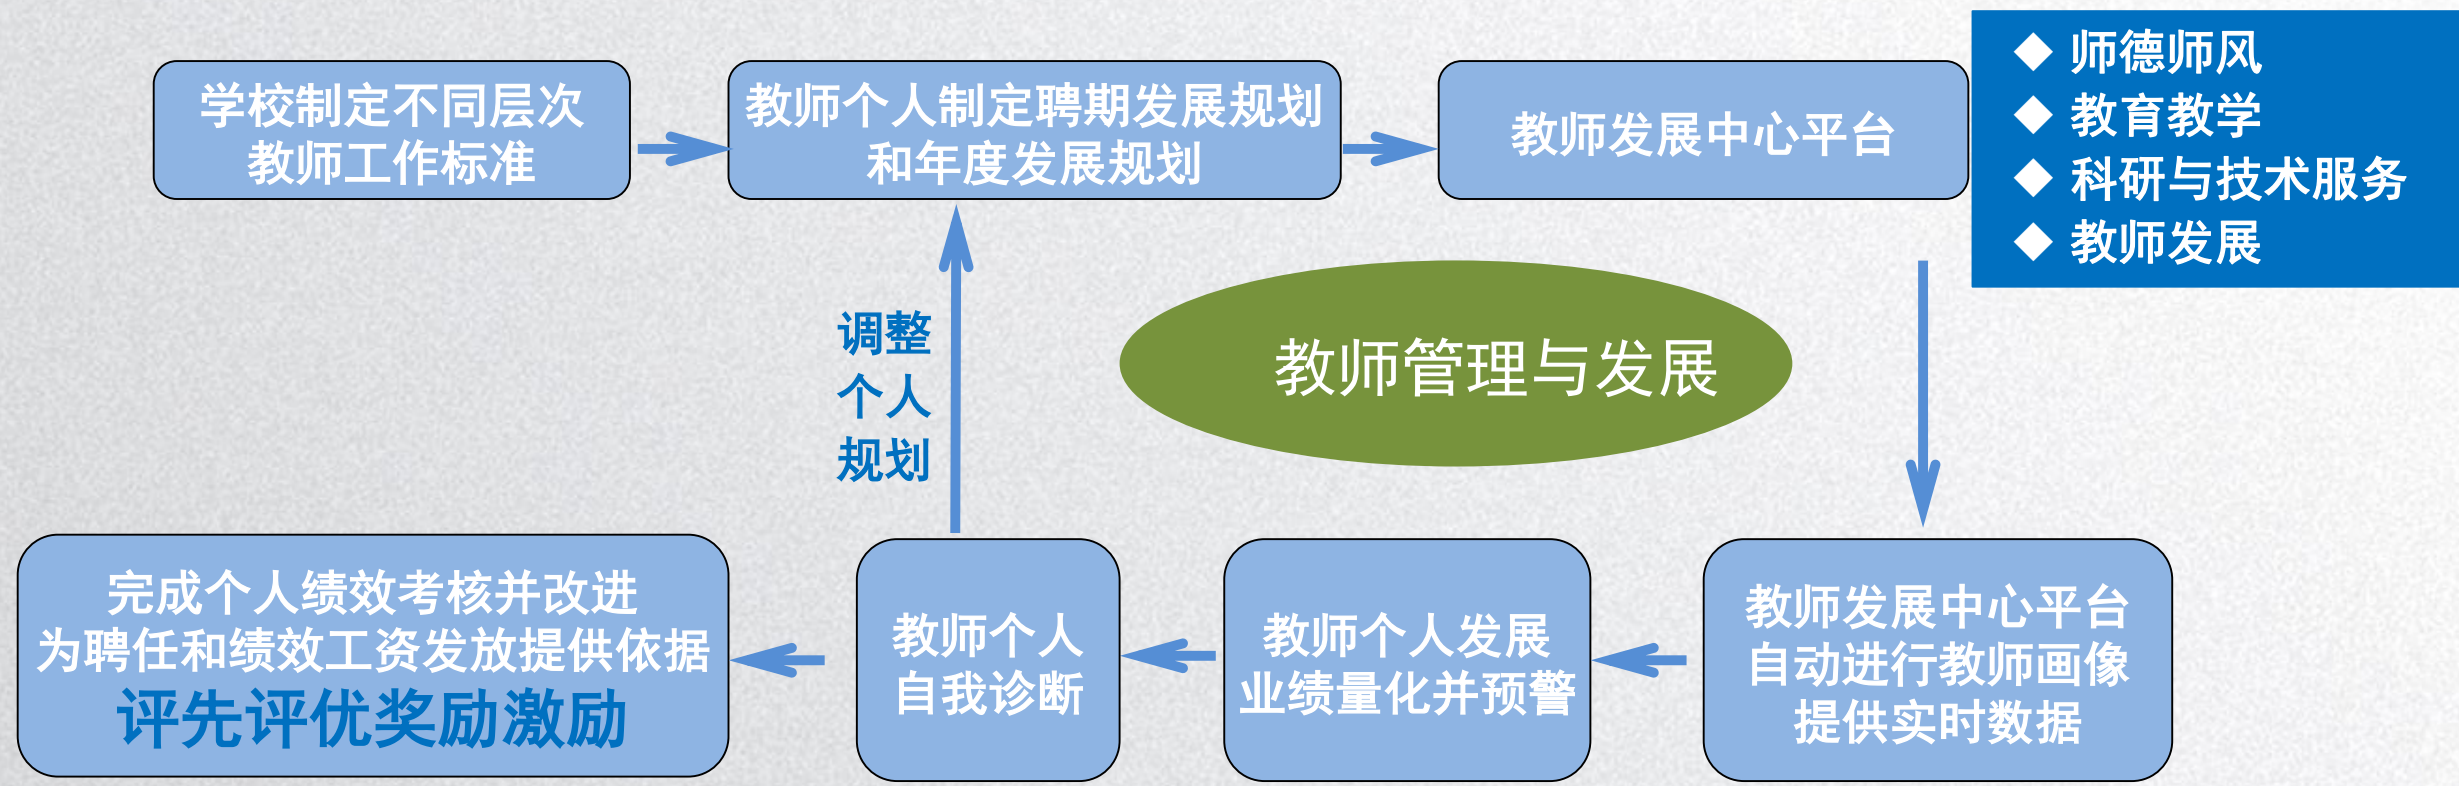 学校制定不同层次
教师工作标准
教师个人制定聘期发展规划
和年度发展规划
教师发展中心平台
师德师风
教育教学
科研与技术服务
教师发展
调整
个人
规划
教师管理与发展
完成个人绩效考核并改进
为聘任和绩效工资发放提供依据
评先评优奖励激励
教师个人
自我诊断
教师个人发展
业绩量化并预警
教师发展中心平台
自动进行教师画像
提供实时数据